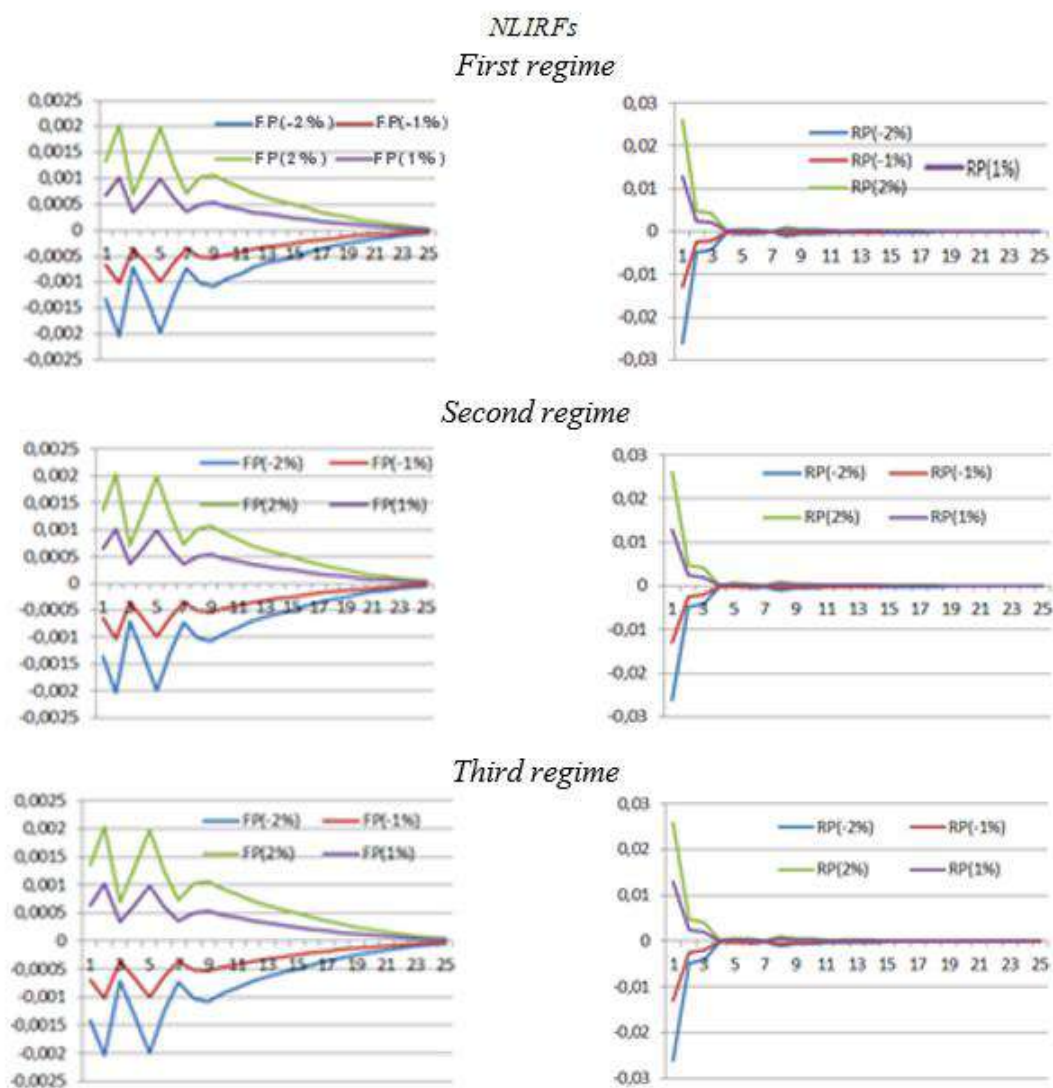 NLIRFs
First regime
0,0025
0,002
0,0015
0,001
0,0005
0
-0,0005
-0,001
-0,0015
-0,002
-0,0025
FP(-2%) FP(-1%)
FP(2%) FP(1%)
1 3 5 7 9 11 13 15 17 19 21 23 25
0,03
0,02
0,01
0
-0,01
-0,02
-0,03
RP(-2%)
RP(-1%) RP(1%)
RP(2%)
1 3 5 7 9 11 13 15 17 19 21 23 25
Second regime
0,0025
0,002
0,0015
0,001
0,0005
0
-0,0005
-0,001
-0,0015
-0,002
-0,0025
FP(-2%) FP(-1%)
FP(2%) FP(1%)
1 3 5 7 9 11 13 15 17 19 21 23 25
0,03
0,02
0,01
0
-0,01
-0,02
-0,03
RP(-2%) RP(-1%)
RP(2%) RP(1%)
1 3 5 7 9 11 13 15 17 19 21 23 25
Third regime
0,0025
0,002
0,0015
0,001
0,0005
0
-0,0005
-0,001
-0,0015
-0,002
-0,0025
FP(-2%) FP(-1%)
FP(2%) FP(1%)
1 3 5 7 9 11 13 15 17 19 21 23 25
0,03
0,02
0,01
0
-0,01
-0,02
-0,03
RP(-2%) RP(-1%)
RP(2%) RP(1%)
1 3 5 7 9 11 13 15 17 19 21 23 25